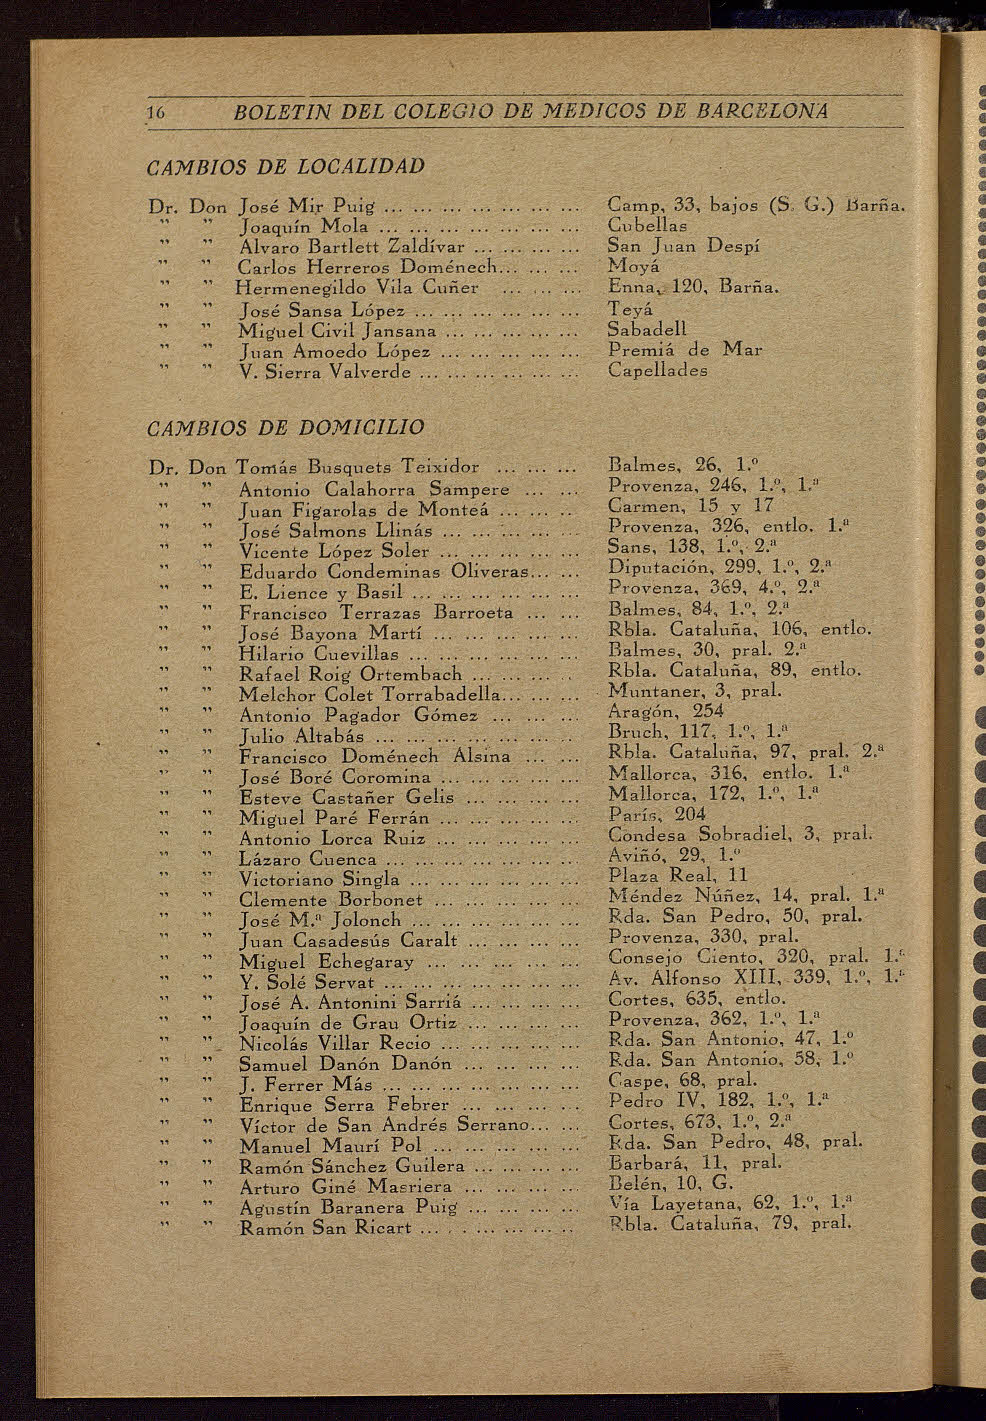 16 BOLETIN DEL COLEGIO DE MEDICOS DE BARCELONA
CAMBIOS DE LOCALIDAD
Dr. Don José Mir Puig ... ... ... ... ... ... ... Camp, 33, bajos (S. G.) Barña.
" " Joaquín Mola ... ... ... ... ... ... ... Cubellas
" " Alvaro Bartlett Zaldívar ... ... ... ... San Juan Despí
" " Carlos Herreros Doménech... ... ... Moyá
" " Hermenegildo Vila Cuñer ... ... ... Enna, 120, Barña.
" " José Sansa López ... ... ... ... ... ... Teyá
" " Miguel Civil Jansana ... ... ... ... ... Sabadell
" " Juan Amoedo López ... ... ... ... ... Premiá de Mar
" " V. Sierra Valverde ... ... ... ... ... ... Capellades
CAMBIOS DE DOMICILIO
Dr. Don Tomás Busquets Teixidor ... ... ... Balmes, 26, 1.º
" " Antonio Calahorra Sampere ... ... Provenza, 246, 1.º, 1.ª
" " Juan Figarolas de Monteá ... ... ... Carmen, 15 y 17
" " José Salmons Llinás ... ... ... ... ... Provenza, 326, entlo. 1.ª
" " Vicente López Soler ... ... ... ... ... Sans, 138, 1.º, 2.ª
" " Eduardo Condeminas Oliveras... ... Diputación, 299, 1.º, 2.ª
" " E. Lience y Basil ... ... ... ... ... ... Provenza, 369, 4.º, 2.ª
" " Francisco Terrazas Barroeta ... ... Balmes, 84, 1.º, 2.ª
" " José Bayona Martí ... ... ... ... ... Rbla. Cataluña, 106, entlo.
" " Hilario Cuevillas ... ... ... ... ... ... Balmes, 30, pral. 2.ª
" " Rafael Roig Ortembach ... ... ... ... Rbla. Cataluña, 89, entlo.
" " Melchor Colet Torrabadella... ... ... Muntaner, 3, pral.
" " Antonio Pagador Gómez ... ... ... Aragón, 254
" " Julio Altabás ... ... ... ... ... ... ... Bruch, 117, 1.º, 1.ª
" " Francisco Doménech Alsina ... ... Rbla. Cataluña, 97, pral. 2.ª
" " José Boré Coromina ... ... ... ... ... Mallorca, 316, entlo. 1.ª
" " Esteve Castañer Gelis ... ... ... ... Mallorca, 172, 1.º, 1.ª
" " Miguel Paré Ferrán ... ... ... ... ... París, 204
" " Antonio Lorca Ruiz ... ... ... ... ... Condesa Sobradiel, 3, pral.
" " Lázaro Cuenca ... ... ... ... ... ... ... Aviñó, 29, 1.º
" " Victoriano Singla ... ... ... ... ... ... Plaza Real, 11
" " Clemente Borbonet ... ... ... ... ... Méndez Núñez, 14, pral. 1.ª
" " José M.ª Jolonch ... ... ... ... ... ... Rda. San Pedro, 50, pral.
" " Juan Casadesús Caralt ... ... ... ... Provenza, 330, pral.
" " Miguel Echegaray ... ... ... ... ... Consejo Ciento, 320, pral. 1.ª
" " Y. Solé Servat ... ... ... ... ... ... ... Av. Alfonso XIII, 339, 1.º, 1.ª
" " José A. Antonini Sarriá ... ... ... ... Cortes, 635, entlo.
" " Joaquín de Grau Ortiz ... ... ... ... Provenza, 362, 1.º, 1.ª
" " Nicolás Villar Recio ... ... ... ... ... Rda. San Antonio, 47, 1.º
" " Samuel Danón Danón ... ... ... ... Rda. San Antonio, 58, 1.º
" " J. Ferrer Más ... ... ... ... ... ... ... Caspe, 68, pral.
" " Enrique Serra Febrer ... ... ... ... Pedro IV, 182, 1.º, 1.ª
" " Víctor de San Andrés Serrano... ... Cortes, 673, 1.º, 2.ª
" " Manuel Maurí Pol ... ... ... ... ... Rda. San Pedro, 48, pral.
" " Ramón Sánchez Guilera ... ... ... ... Barbará, 11, pral.
" " Arturo Giné Masriera ... ... ... ... Belén, 10, G.
" " Agustín Baranera Puig ... ... ... ... Vía Layetana, 62, 1.º, 1.ª
" " Ramón San Ricart ... ... ... ... ... ... Rbla. Cataluña, 79, pral.